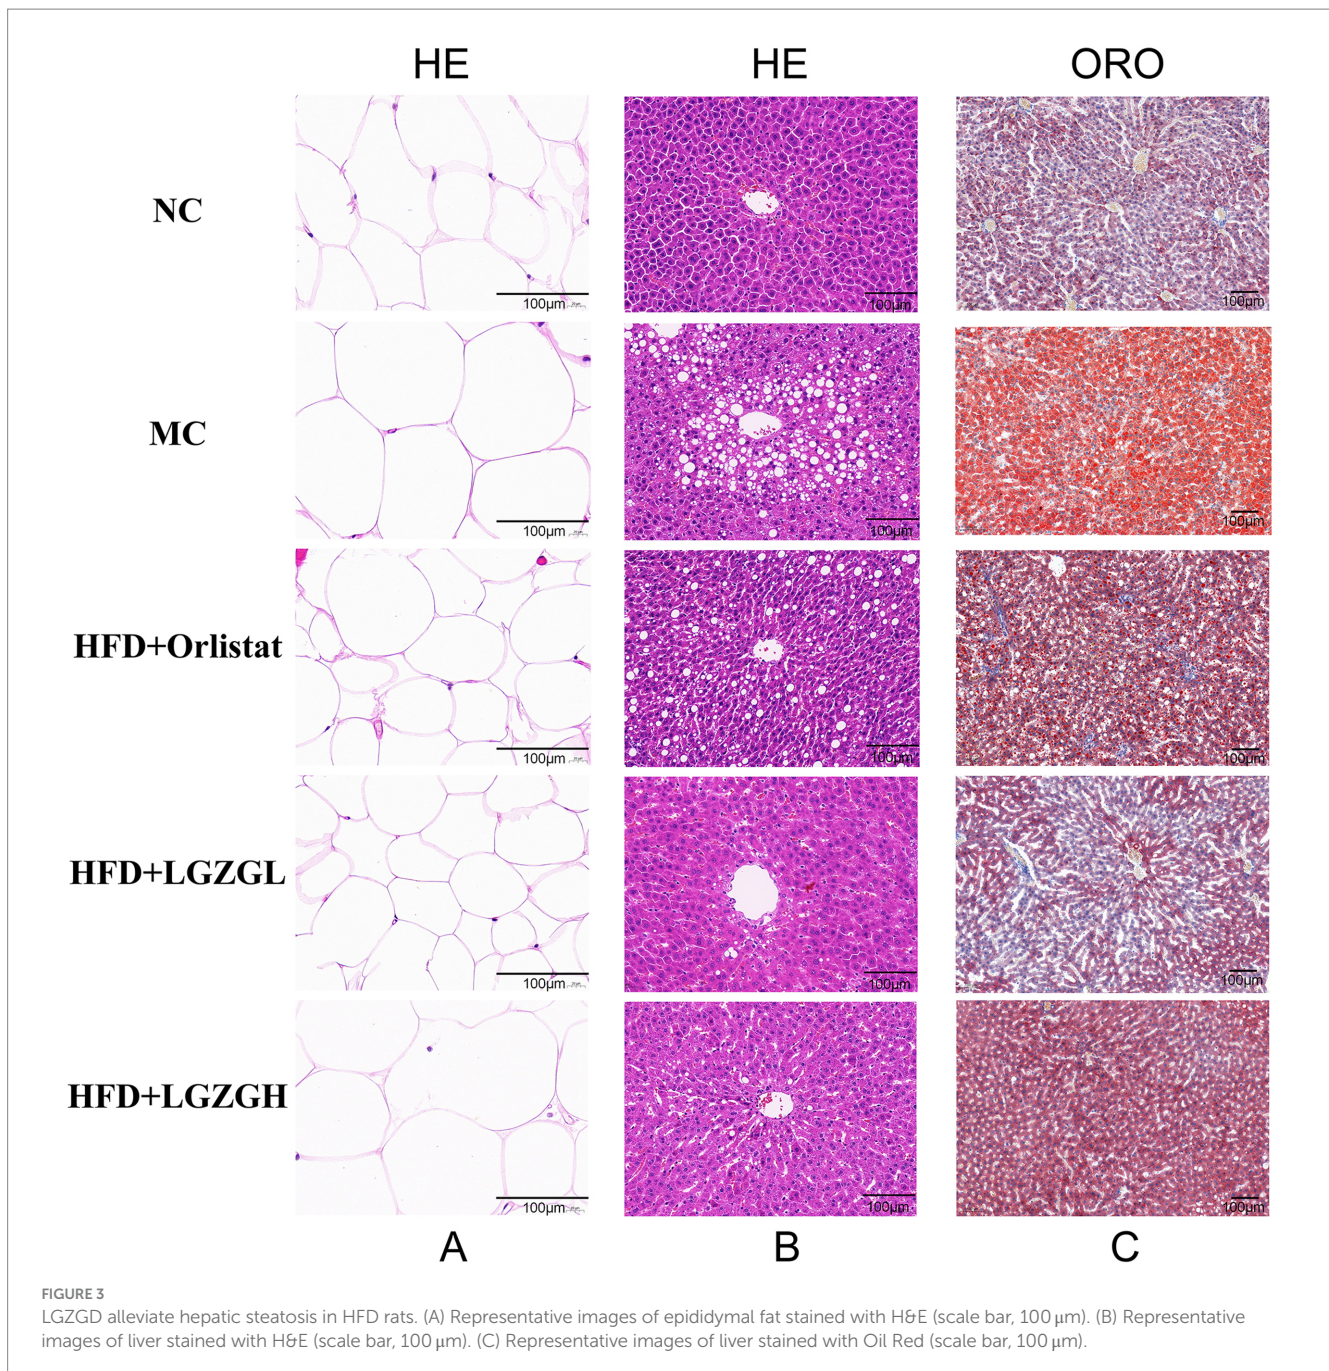 HE HE ORO
NC
100μm 100μm 100μm
MC
100μm 100μm 100μm
HFD+Orlistat
100μm 100μm 100μm
HFD+LGZGL
100μm 100μm 100μm
HFD+LGZGH
100μm 100μm 100μm
A B C
FIGURE 3
LGZGD alleviate hepatic steatosis in HFD rats. (A) Representative images of epididymal fat stained with H&E (scale bar, 100 μm). (B) Representative
images of liver stained with H&E (scale bar, 100 μm). (C) Representative images of liver stained with Oil Red (scale bar, 100 μm).